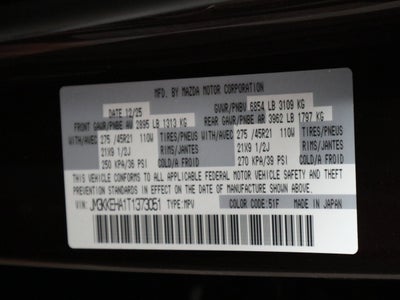 MFD. BY MAZDA MOTOR CORPORATION
DATE 12/25 GVWR/PNBV 6854 LB 3109 KG
FRONT GAWR/PNBE AV 2895 LB 1313 KG REAR GAWR/PNBE AR 3962 LB 1797 KG
WITH/AVEC 275 /45R21 110W TIRES/PNEUS WITH/AVEC 275 /45R21 110W TIRES/PNEUS
21X9 1/2J RIMS/JANTES 21X9 1/2J RIMS/JANTES
250 KPA/36 PSI COLD/A FROID 270 KPA/39 PSI COLD/A FROID
THIS VEHICLE CONFORMS TO ALL APPLICABLE FEDERAL MOTOR VEHICLE SAFETY AND THEFT
PREVENTION STANDARDS IN EFFECT ON THE DATE OF MANUFACTURE SHOWN ABOVE.
VIN: JM3KKEHA1T1373051 TYPE:MPV COLOR CODE:51F MADE IN JAPAN